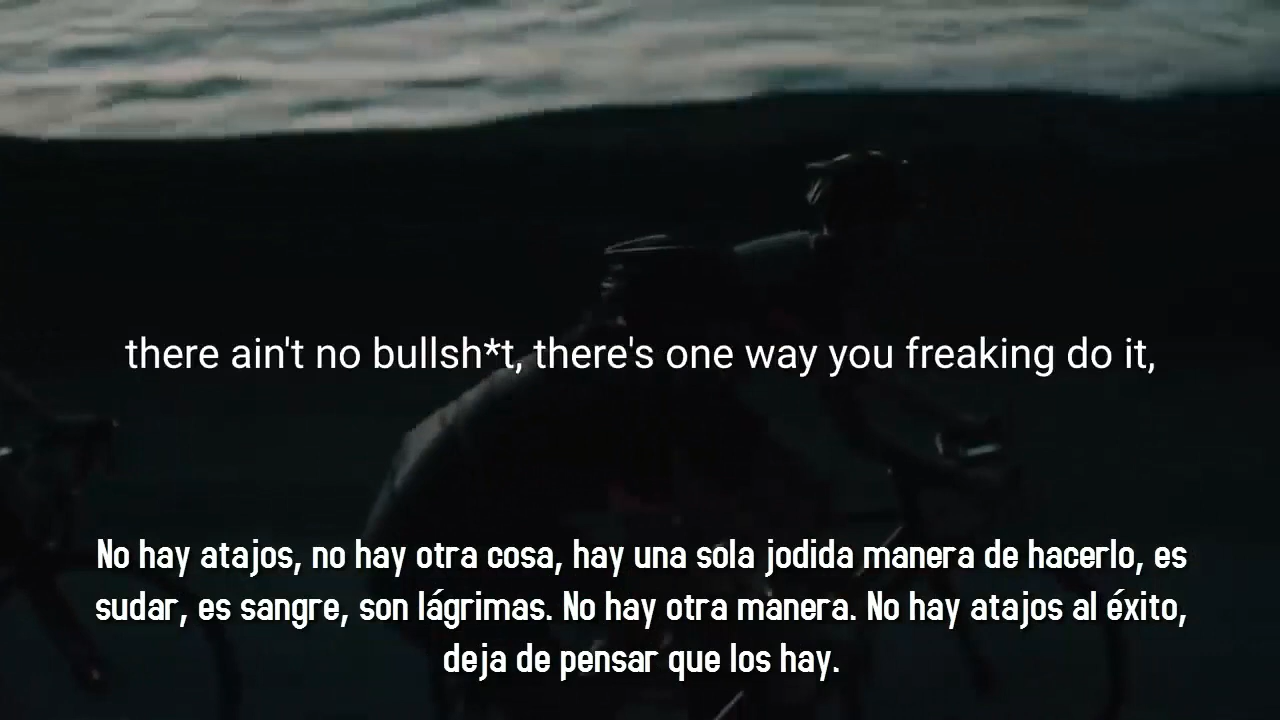 there ain't no bullsh*t, there's one way you freaking do it,
No hay atajos, no hay otra cosa, hay una sola jodida manera de hacerlo, es
sudar, es sangre, son lágrimas. No hay otra manera. No hay atajos al éxito,
deja de pensar que los hay.